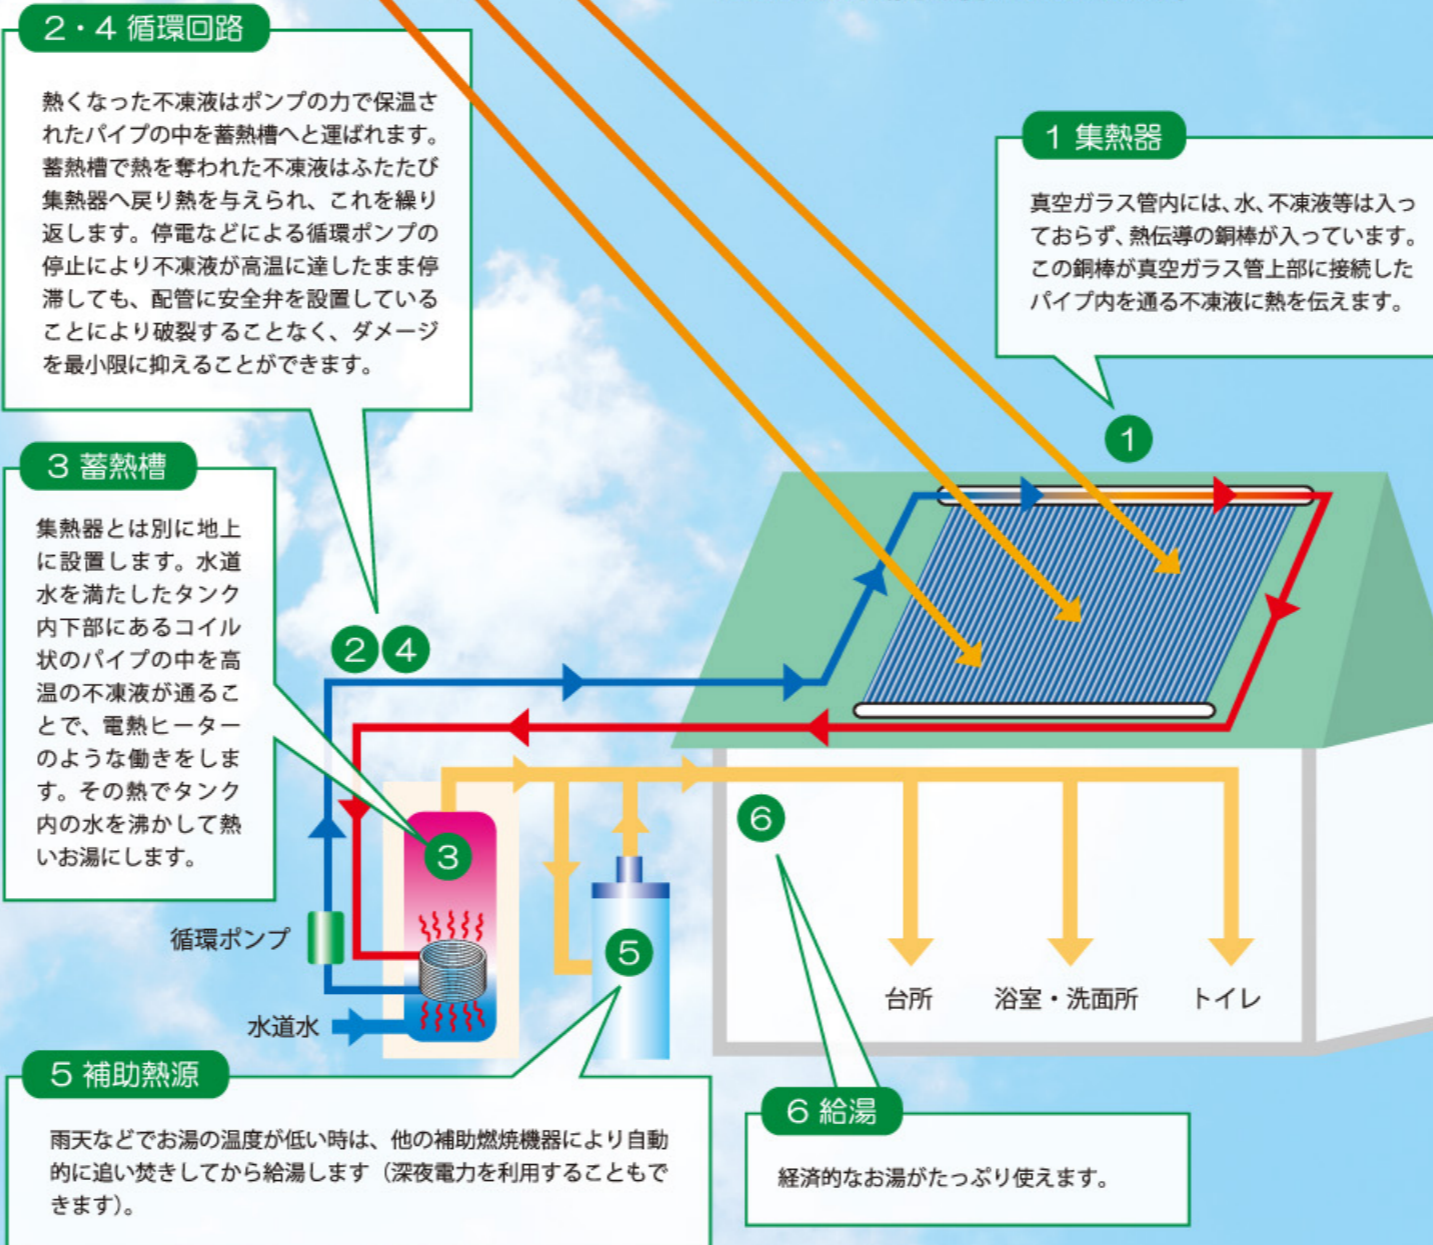 2・4 循環回路
熱くなった不凍液はポンプの力で保温さ
れたパイプの中を蓄熱槽へと運ばれます。
蓄熱槽で熱を奪われた不凍液はふたたび
集熱器へ戻り熱を与えられ、これを繰り
返します。停電などによる循環ポンプの
停止により不凍液が高温に達したまま停
滞しても、配管に安全弁を設置している
ことにより破裂することなく、ダメージ
を最小限に抑えることができます。
1 集熱器
真空ガラス管内には、水、不凍液等は入っ
ておらず、熱伝導の銅棒が入っています。
この銅棒が真空ガラス管上部に接続した
パイプ内を通る不凍液に熱を伝えます。
1
3 蓄熱槽
集熱器とは別に地上
に設置します。水道
水を満たしたタンク
内下部にあるコイル
状のパイプの中を高
温の不凍液が通るこ
とで、電熱ヒーター
のような働きをしま
す。その熱でタンク
内の水を沸かして熱
いお湯にします。
2 4
3
6
5
循環ポンプ
水道水
台所
浴室・洗面所
トイレ
5 補助熱源
雨天などでお湯の温度が低い時は、他の補助燃焼機器により自動
的に追い焚きしてから給湯します（深夜電力を利用することもで
きます）。
6 給湯
経済的なお湯がたっぷり使えます。